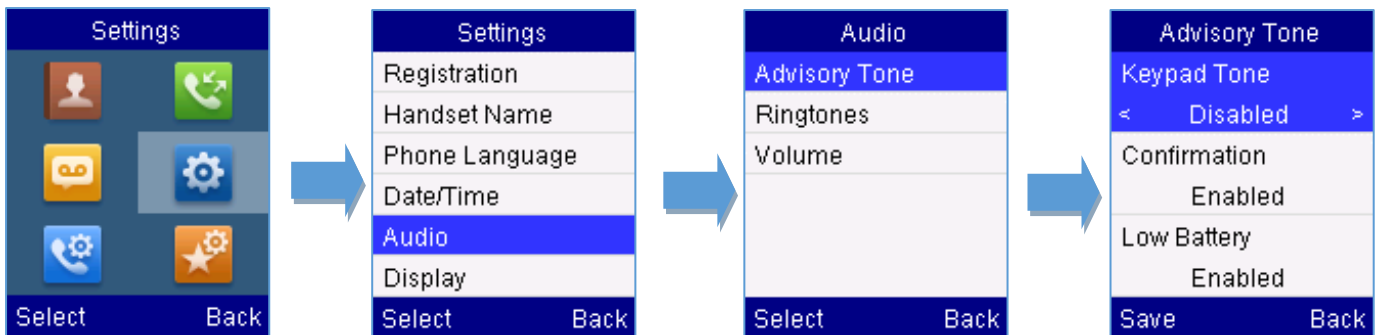 Settings
Select Back
Settings
Registration
Handset Name
Phone Language
Date/Time
Audio
Display
Select Back
Audio
Advisory Tone
Ringtones
Volume
Select Back
Advisory Tone
Keypad Tone
< Disabled >
Confirmation
Enabled
Low Battery
Enabled
Save Back